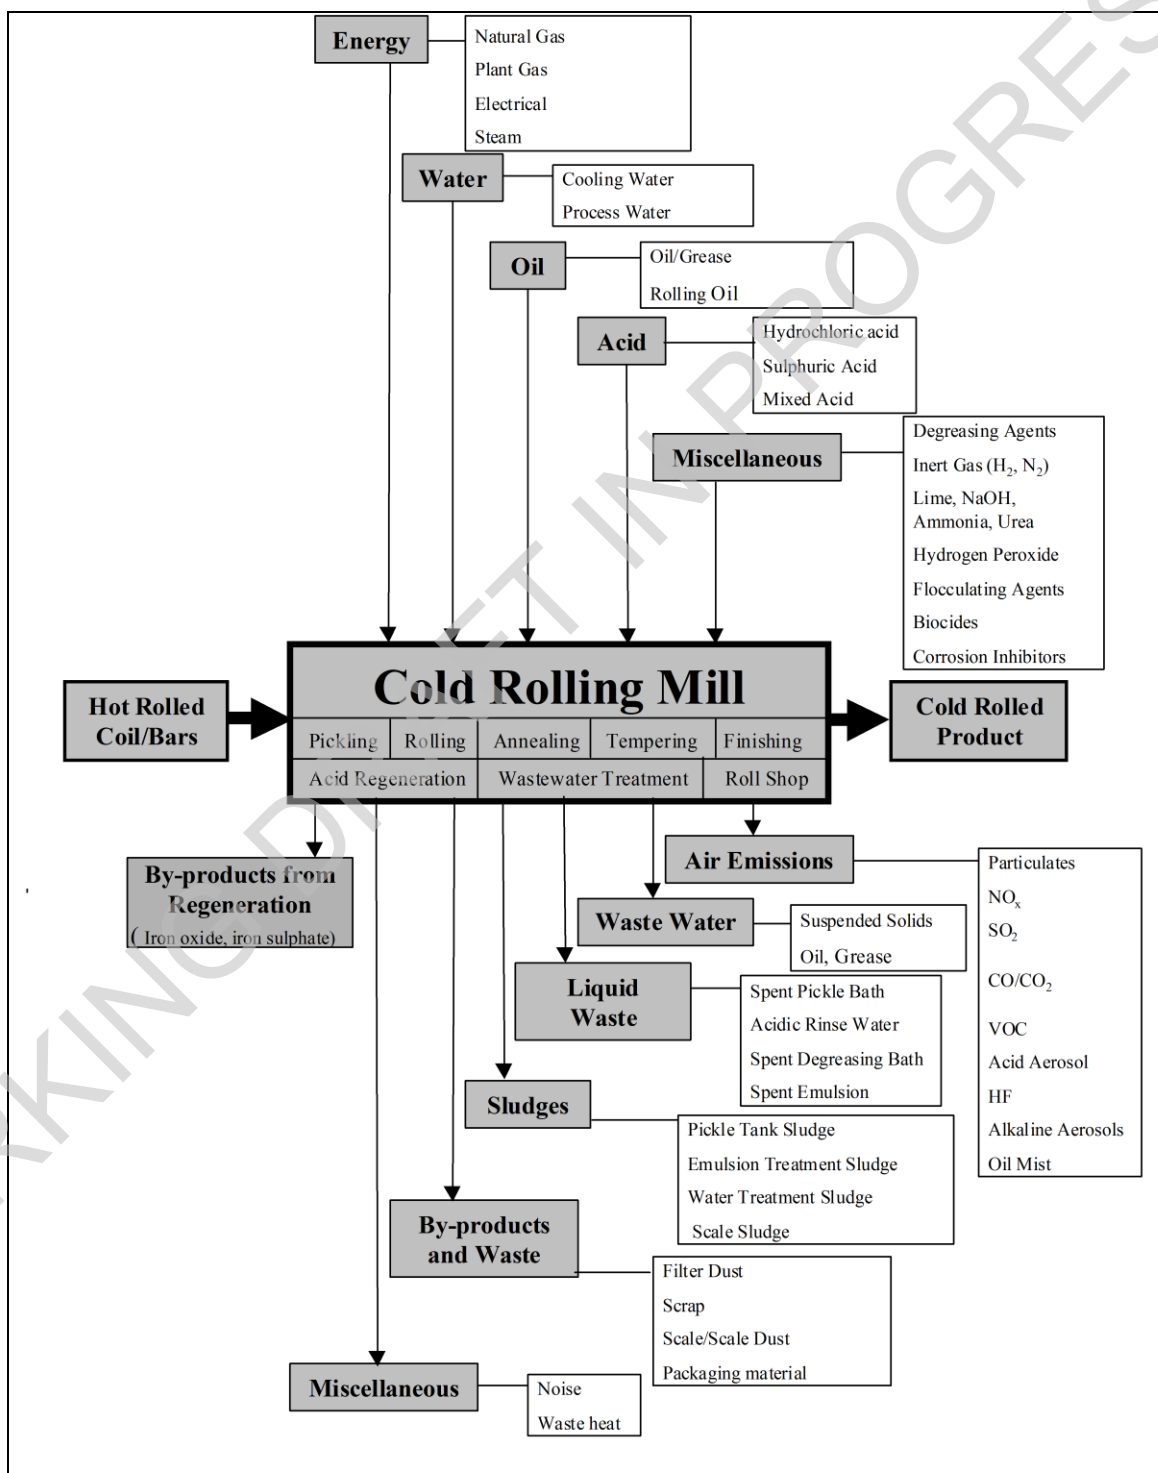 Energy
Natural Gas
Plant Gas
Electrical
Steam
Water
Cooling Water
Process Water
Oil
Oil/Grease
Rolling Oil
Acid
Hydrochloric acid
Sulphuric Acid
Mixed Acid
Miscellaneous
Degreasing Agents
Inert Gas (H₂, N₂)
Lime, NaOH,
Ammonia, Urea
Hydrogen Peroxide
Flocculating Agents
Biocides
Corrosion Inhibitors
Hot Rolled
Coil/Bars
Cold Rolling Mill
Pickling Rolling Annealing Tempering Finishing
Acid Regeneration Wastewater Treatment Roll Shop
Cold Rolled
Product
By-products from
Regeneration
( Iron oxide, iron sulphate)
Air Emissions
Particulates
NOₓ
SO₂
CO/CO₂
VOC
Acid Aerosol
HF
Alkaline Aerosols
Oil Mist
Waste Water
Suspended Solids
Oil, Grease
Liquid
Waste
Spent Pickle Bath
Acidic Rinse Water
Spent Degreasing Bath
Spent Emulsion
Sludges
Pickle Tank Sludge
Emulsion Treatment Sludge
Water Treatment Sludge
Scale Sludge
By-products
and Waste
Filter Dust
Scrap
Scale/Scale Dust
Packaging material
Miscellaneous
Noise
Waste heat
RKING DRAFT IN PROGRES